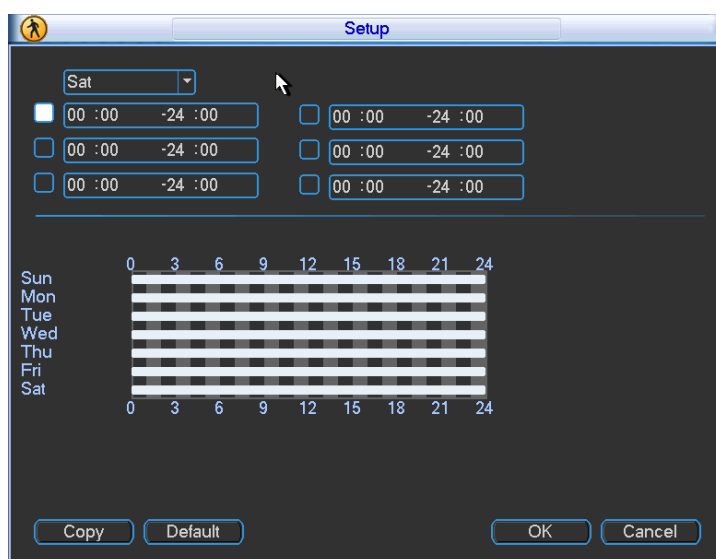 Setup
Sat
00 :00 -24 :00 00 :00 -24 :00
00 :00 -24 :00 00 :00 -24 :00
00 :00 -24 :00 00 :00 -24 :00
0 3 6 9 12 15 18 21 24
Sun
Mon
Tue
Wed
Thu
Fri
Sat
0 3 6 9 12 15 18 21 24
Copy Default OK Cancel